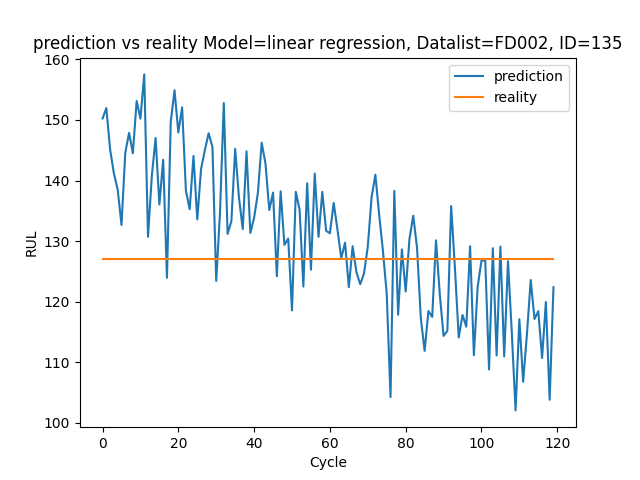 prediction vs reality Model=linear regression, Datalist=FD002, ID=135
prediction
reality
RUL
160
150
140
130
120
110
100
0 20 40 60 80 100 120
Cycle